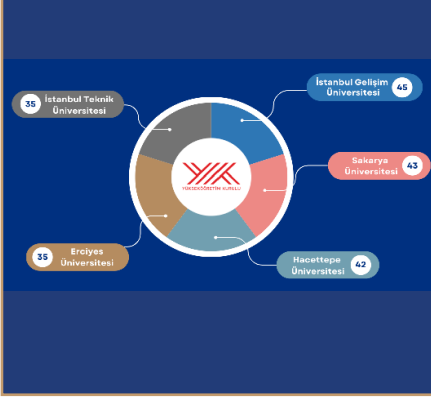 İstanbul Gelişim
Üniversitesi
45
35
İstanbul Teknik
Üniversitesi
Sakarya
Üniversitesi
43
YÜKSEKÖĞRETİM KURULU
35
Erciyes
Üniversitesi
Hacettepe
Üniversitesi
42